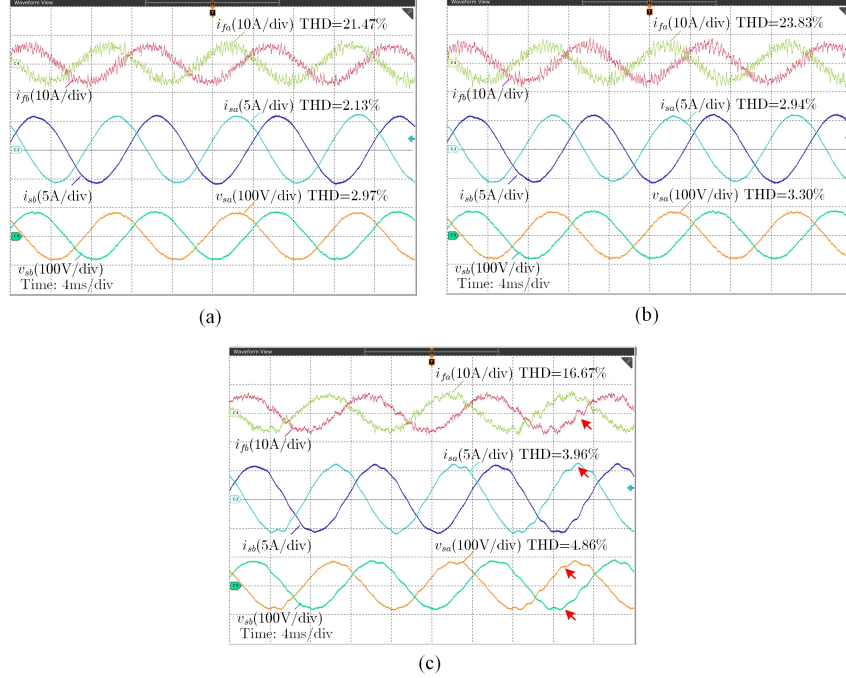 Waveform View
i_fa(10A/div) THD=21.47%
i_fb(10A/div)
i_sa(5A/div) THD=2.13%
i_sb(5A/div)
v_sa(100V/div) THD=2.97%
v_sb(100V/div)
Time: 4ms/div
(a)
Waveform View
i_fa(10A/div) THD=23.83%
i_fb(10A/div)
i_sa(5A/div) THD=2.94%
i_sb(5A/div)
v_sa(100V/div) THD=3.30%
v_sb(100V/div)
Time: 4ms/div
(b)
Waveform View
i_fa(10A/div) THD=16.67%
i_fb(10A/div)
i_sa(5A/div) THD=3.96%
i_sb(5A/div)
v_sa(100V/div) THD=4.86%
v_sb(100V/div)
Time: 4ms/div
(c)